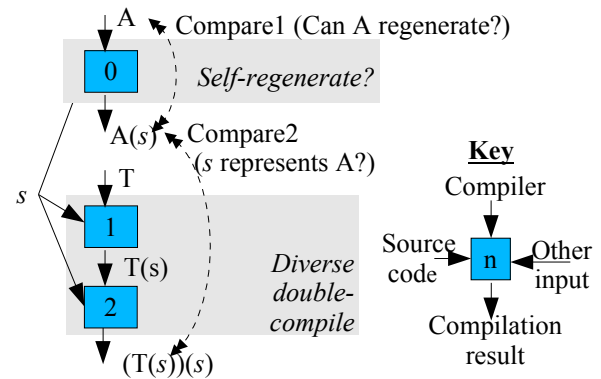 A
Compare1 (Can A regenerate?)
0
Self-regenerate?
A(s)
Compare2
(s represents A?)
T
s
1
T(s)
2
Diverse
double-
compile
(T(s))(s)
Key
Compiler
Source
code
n
Other
input
Compilation
result